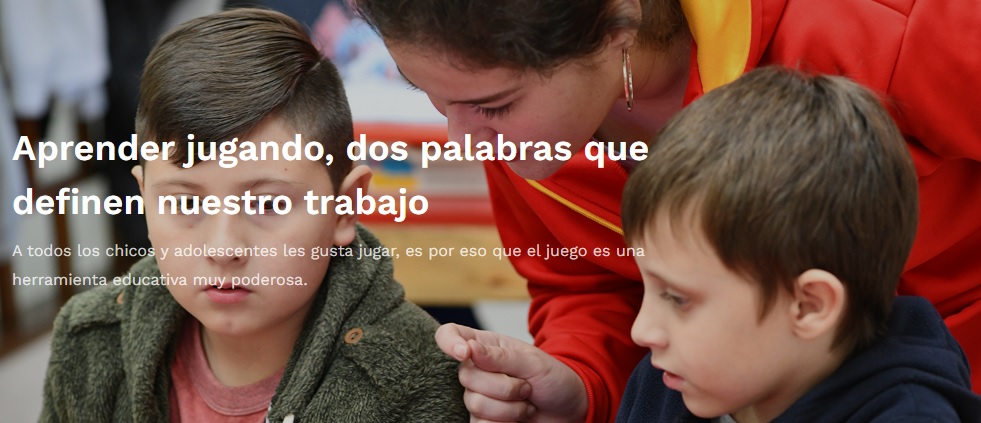 Aprender jugando, dos palabras que
definen nuestro trabajo
A todos los chicos y adolescentes les gusta jugar, es por eso que el juego es una
herramienta educativa muy poderosa.